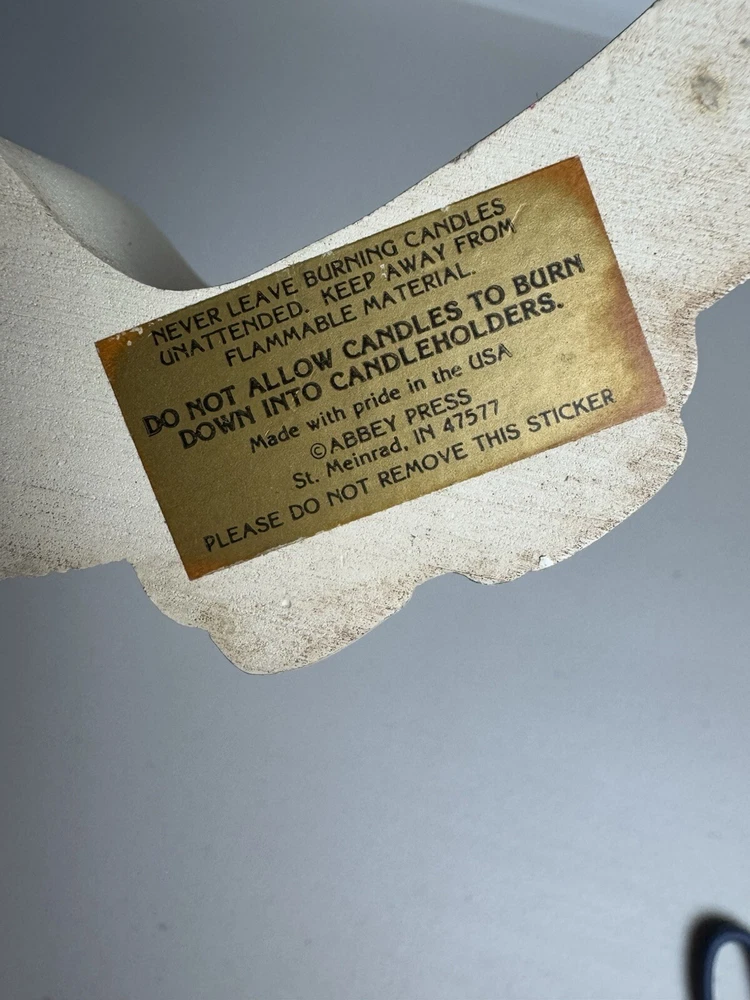 NEVER LEAVE BURNING CANDLES
UNATTENDED. KEEP AWAY FROM
FLAMMABLE MATERIAL.
DO NOT ALLOW CANDLES TO BURN
DOWN INTO CANDLEHOLDERS.
Made with pride in the USA
©ABBEY PRESS
St. Meinrad, IN 47577
PLEASE DO NOT REMOVE THIS STICKER